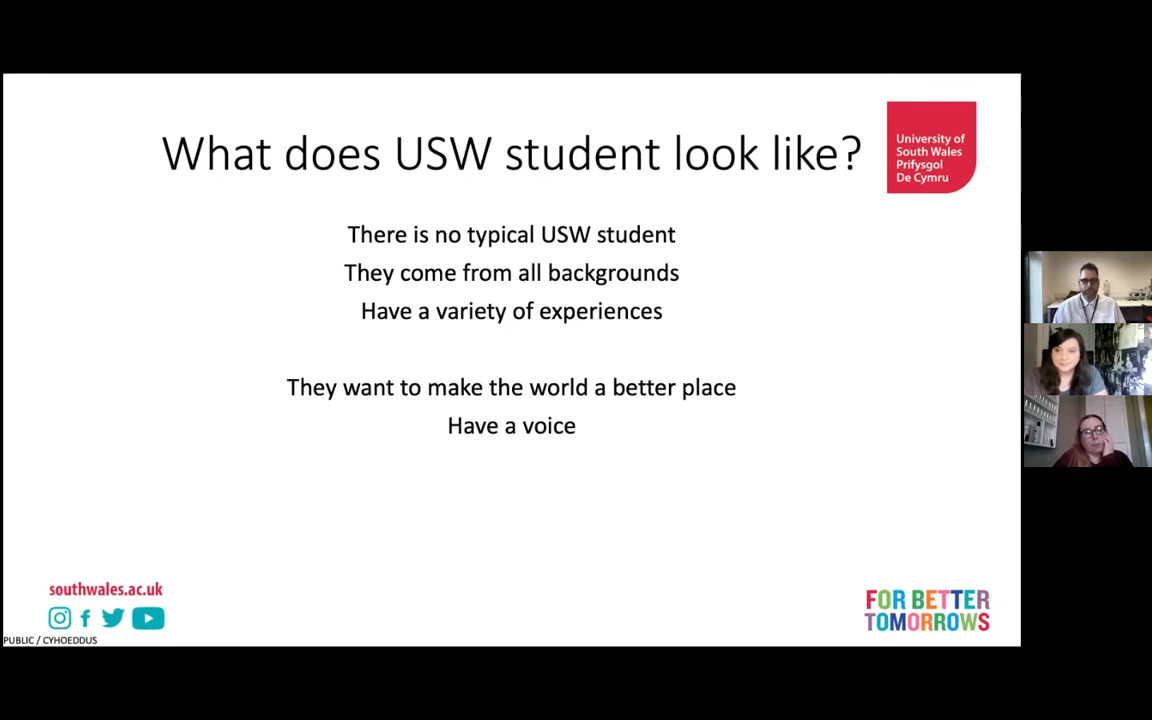 What does USW student look like?
University of
South Wales
Prifysgol
De Cymru
There is no typical USW student
They come from all backgrounds
Have a variety of experiences
They want to make the world a better place
Have a voice
southwales.ac.uk
FOR BETTER
TOMORROWS
PUBLIC / CYHOEDDUS